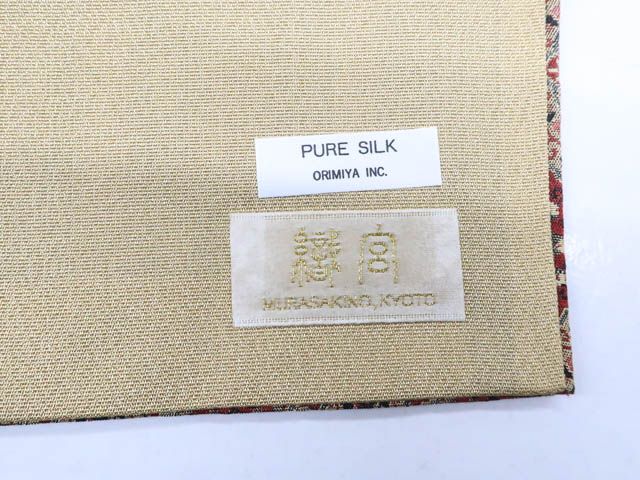 PURE SILK
ORIMIYA INC.
織宮
MURASAKINO, KYOTO